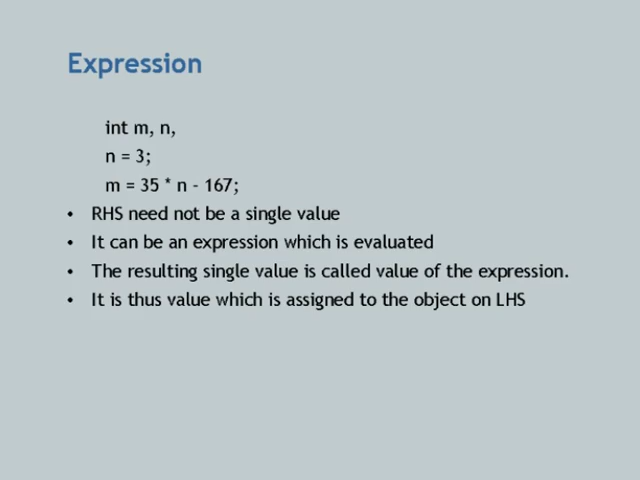 Expression
int m, n,
n = 3;
m = 35 * n - 167;
• RHS need not be a single value
• It can be an expression which is evaluated
• The resulting single value is called value of the expression.
• It is thus value which is assigned to the object on LHS